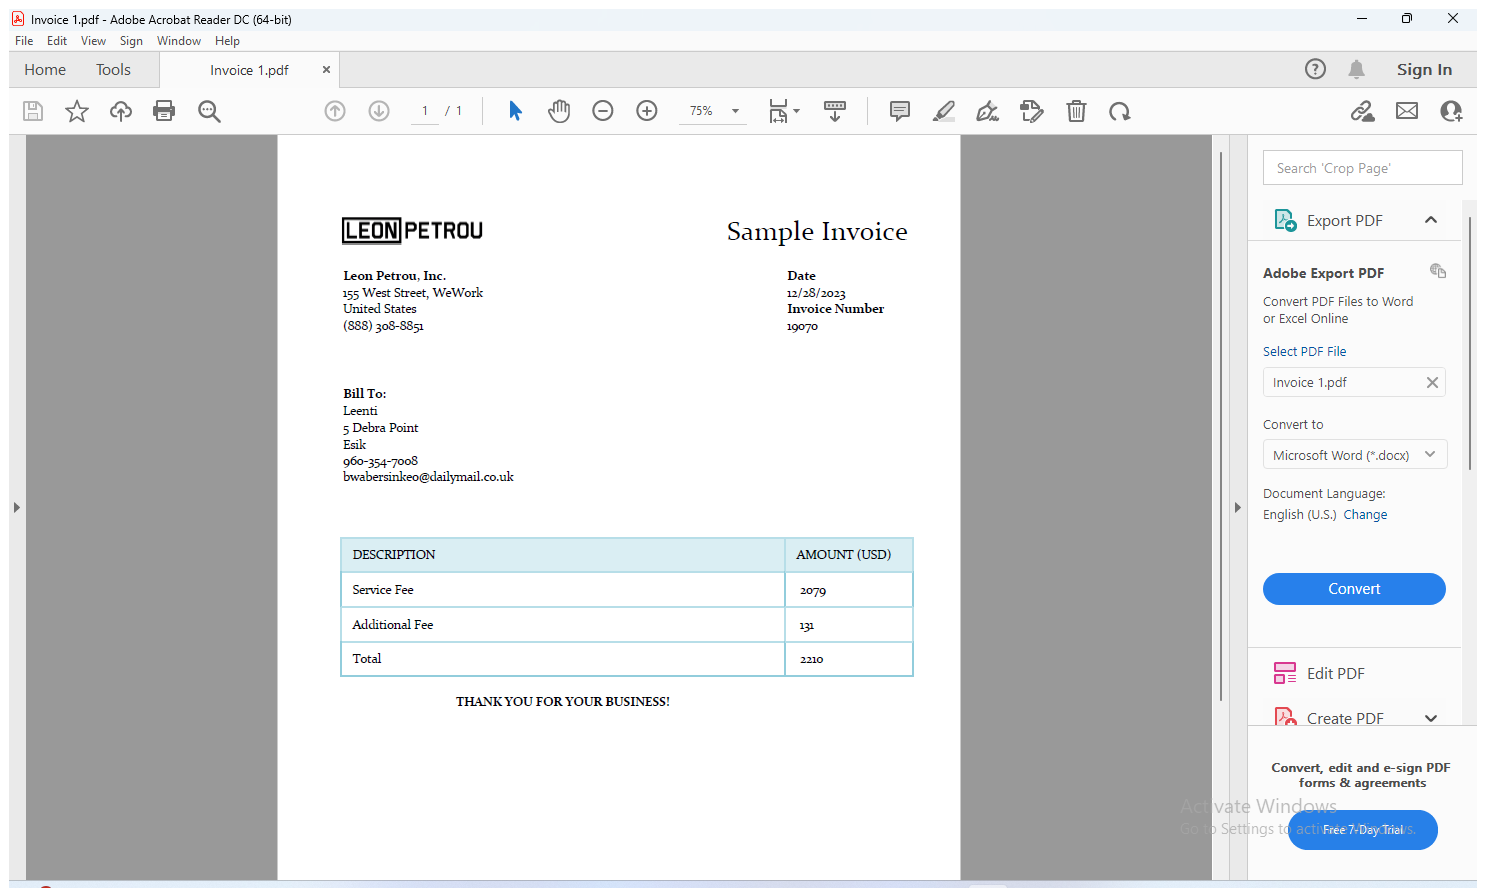 Invoice 1.pdf - Adobe Acrobat Reader DC (64-bit)
File Edit View Sign Window Help
Home Tools Invoice 1.pdf Sign In
1 / 1 75%
LEON PETROU
Sample Invoice
Leon Petrou, Inc.
155 West Street, WeWork
United States
(888) 308-8851
Date
12/28/2023
Invoice Number
19070
Bill To:
Leenti
5 Debra Point
Esik
960-354-7008
bwabersinkeo@dailymail.co.uk
DESCRIPTION AMOUNT (USD)
Service Fee 2079
Additional Fee 131
Total 2210
THANK YOU FOR YOUR BUSINESS!
Search 'Crop Page'
Export PDF
Adobe Export PDF
Convert PDF Files to Word
or Excel Online
Select PDF File
Invoice 1.pdf
Convert to
Microsoft Word (*.docx)
Document Language:
English (U.S.) Change
Convert
Edit PDF
Create PDF
Convert, edit and e-sign PDF
forms & agreements
Activate Windows
Go to Settings to activate Windows.
Free 7-Day Trial